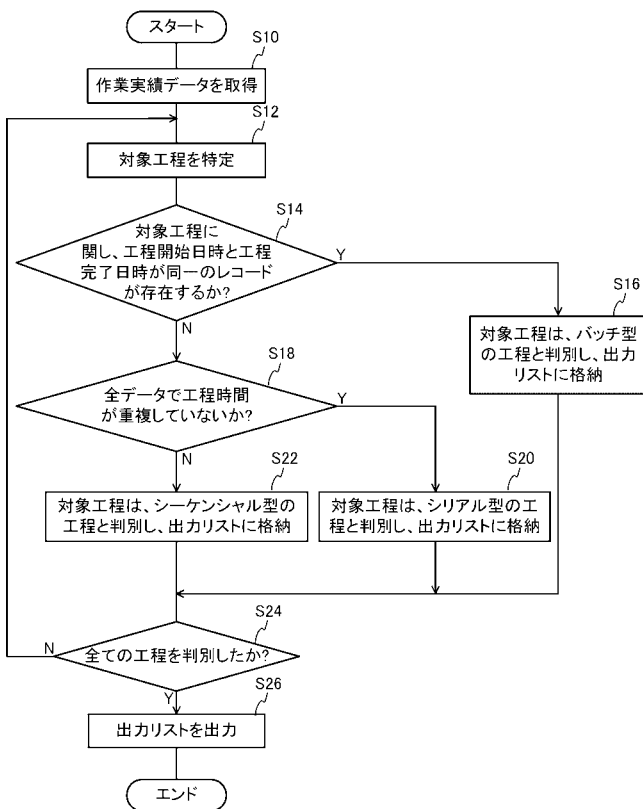 スタート
S10
作業実績データを取得
S12
対象工程を特定
S14
対象工程に
関し、工程開始日時と工程
完了日時が同一のレコード
が存在するか?
Y
N
S16
対象工程は、バッチ型
の工程と判別し、出力
リストに格納
S18
全データで工程時間
が重複していないか?
Y
N
S22
対象工程は、シーケンシャル型の
工程と判別し、出力リストに格納
S20
対象工程は、シリアル型の工
程と判別し、出力リストに格納
S24
全ての工程を判別したか?
N
Y
S26
出力リストを出力
エンド